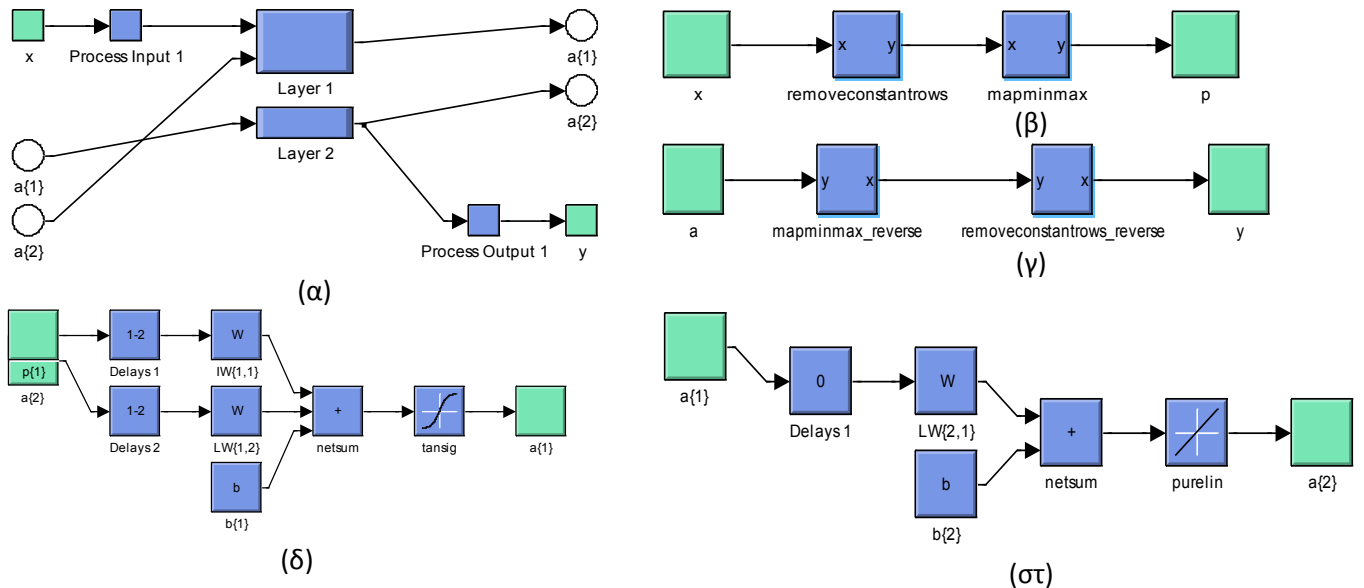 x
Process Input 1
Layer 1
a{1}
Layer 2
a{2}
a{1}
a{2}
Process Output 1
y
(α)
x
x y
removeconstantrows
x y
mapminmax
p
(β)
a
y x
mapminmax_reverse
y x
removeconstantrows_reverse
y
(γ)
p{1}
a{2}
1-2
Delays 1
W
IW{1,1}
1-2
Delays 2
W
LW{1,2}
b
b{1}
+
netsum
tansig
a{1}
(δ)
a{1}
0
Delays 1
W
LW{2,1}
b
b{2}
+
netsum
purelin
a{2}
(στ)